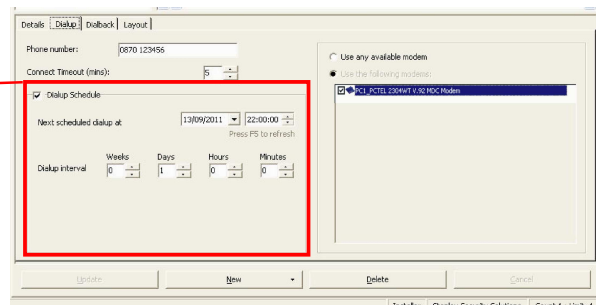 Details Dialup Dialback Layout
Phone number: 0870 123456
Connect Timeout (mins): 5
Dialup Schedule
Next scheduled dialup at 13/09/2011 22:00:00
Press F5 to refresh
Weeks Days Hours Minutes
Dialup interval 0 1 0 0
Use any available modem
Use the following modems:
PC1_PCTEL 2304WT V.92 MDC Modem
Update New Delete Cancel